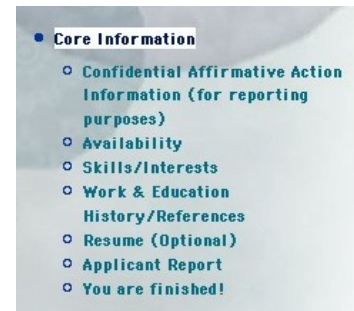 Core Information
Confidential Affirmative Action
Information (for reporting
purposes)
Availability
Skills/Interests
Work & Education
History/References
Resume (Optional)
Applicant Report
You are finished!